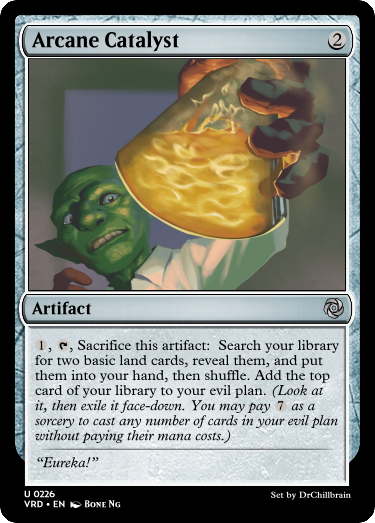 Arcane Catalyst 2
Artifact
1, T, Sacrifice this artifact: Search your library
for two basic land cards, reveal them, and put
them into your hand, then shuffle. Add the top
card of your library to your evil plan. (Look at
it, then exile it face-down. You may pay 7 as a
sorcery to cast any number of cards in your evil plan
without paying their mana costs.)
“Eureka!”
U 0226
VRD • EN Bone Ng
Set by DrChillbrain